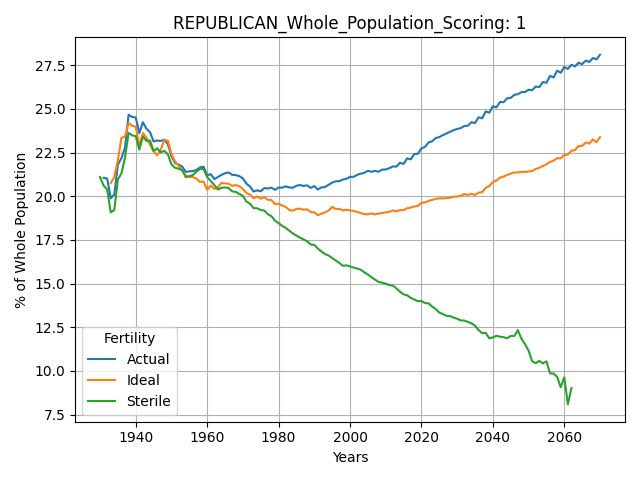 REPUBLICAN_Whole_Population_Scoring: 1
% of Whole Population
27.5
25.0
22.5
20.0
17.5
15.0
12.5
10.0
7.5
Fertility
Actual
Ideal
Sterile
1940 1960 1980 2000 2020 2040 2060
Years